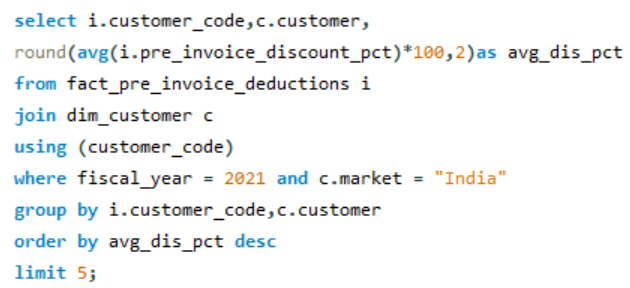 select i.customer_code,c.customer,
round(avg(i.pre_invoice_discount_pct)*100,2)as avg_dis_pct
from fact_pre_invoice_deductions i
join dim_customer c
using (customer_code)
where fiscal_year = 2021 and c.market = "India"
group by i.customer_code,c.customer
order by avg_dis_pct desc
limit 5;